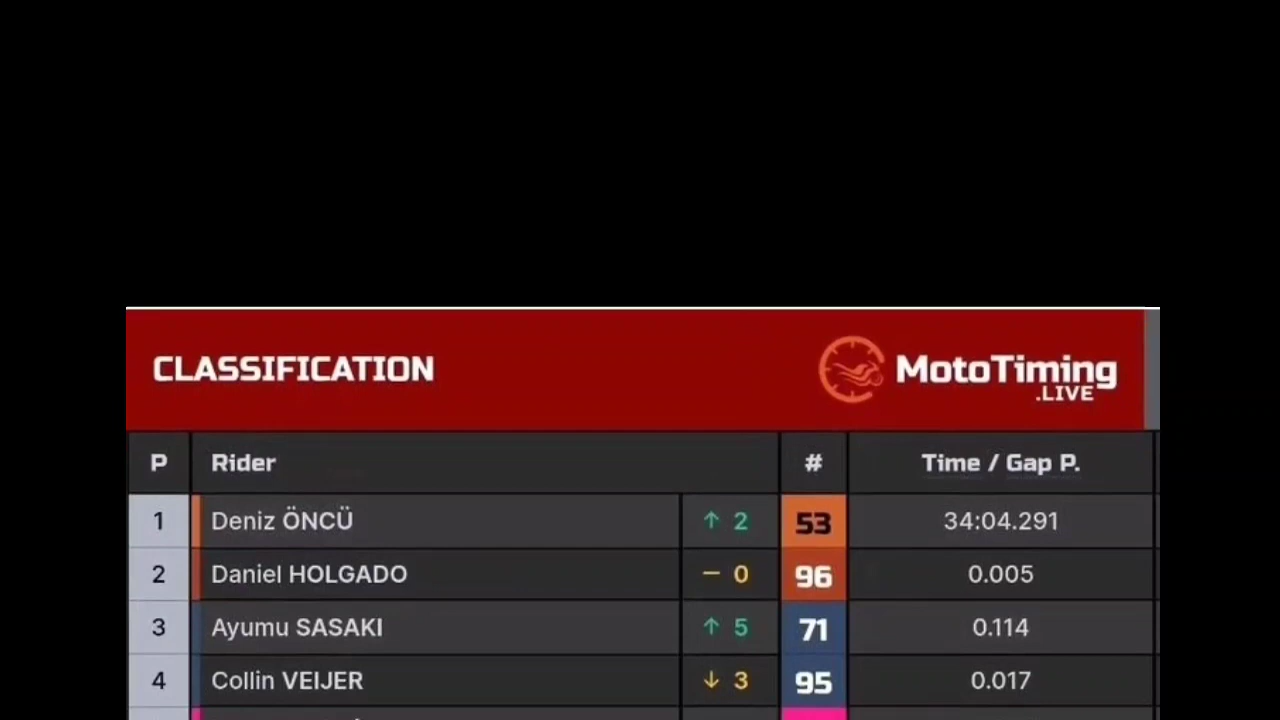 CLASSIFICATION
MotoTiming
.LIVE
P Rider # Time / Gap P.
1 Deniz ÖNCÜ ↑ 2 53 34:04.291
2 Daniel HOLGADO – 0 96 0.005
3 Ayumu SASAKI ↑ 5 71 0.114
4 Collin VEIJER ↓ 3 95 0.017